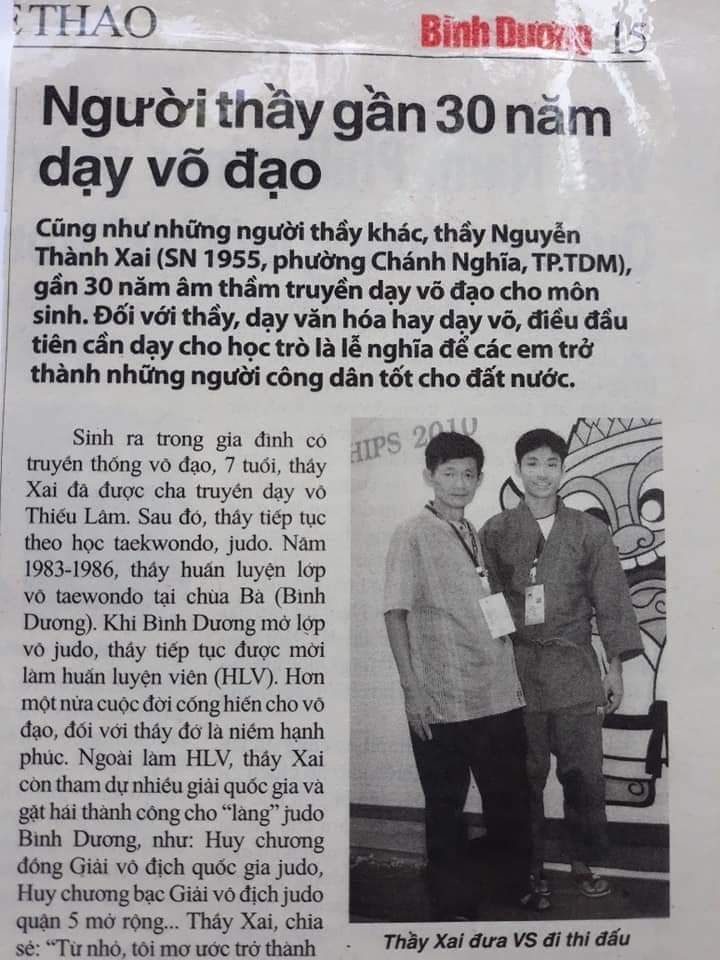 THAO
Bình Dương 15
Người thầy gần 30 năm
dạy võ đạo
Cũng như những người thầy khác, thầy Nguyễn
Thành Xai (SN 1955, phường Chánh Nghĩa, TP.TDM),
gần 30 năm âm thầm truyền dạy võ đạo cho môn
sinh. Đối với thầy, dạy văn hóa hay dạy võ, điều đầu
tiên cần dạy cho học trò là lễ nghĩa để các em trở
thành những người công dân tốt cho đất nước.
Sinh ra trong gia đình có
truyền thống võ đạo, 7 tuổi, thầy
Xai đã được cha truyền dạy võ
Thiếu Lâm. Sau đó, thầy tiếp tục
theo học taekwondo, judo. Năm
1983-1986, thầy huấn luyện lớp
võ taewondo tại chùa Bà (Bình
Dương). Khi Bình Dương mở lớp
võ judo, thầy tiếp tục được mời
làm huấn luyện viên (HLV). Hơn
một nửa cuộc đời cống hiến cho võ
đạo, đối với thầy đó là niềm hạnh
phúc. Ngoài làm HLV, thầy Xai
còn tham dự nhiều giải quốc gia và
gặt hái thành công cho “làng” judo
Bình Dương, như: Huy chương
đồng Giải vô địch quốc gia judo,
Huy chương bạc Giải vô địch judo
quận 5 mở rộng... Thầy Xai, chia
sẻ: “Từ nhỏ, tôi mơ ước trở thành
HIPS 2010
Thầy Xai đưa VS đi thi đấu